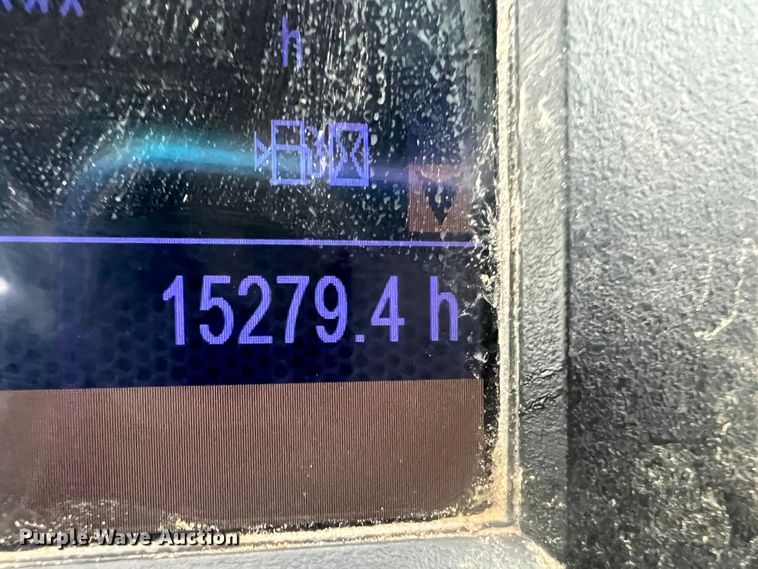 h
15279.4 h
Purple Wave Auction